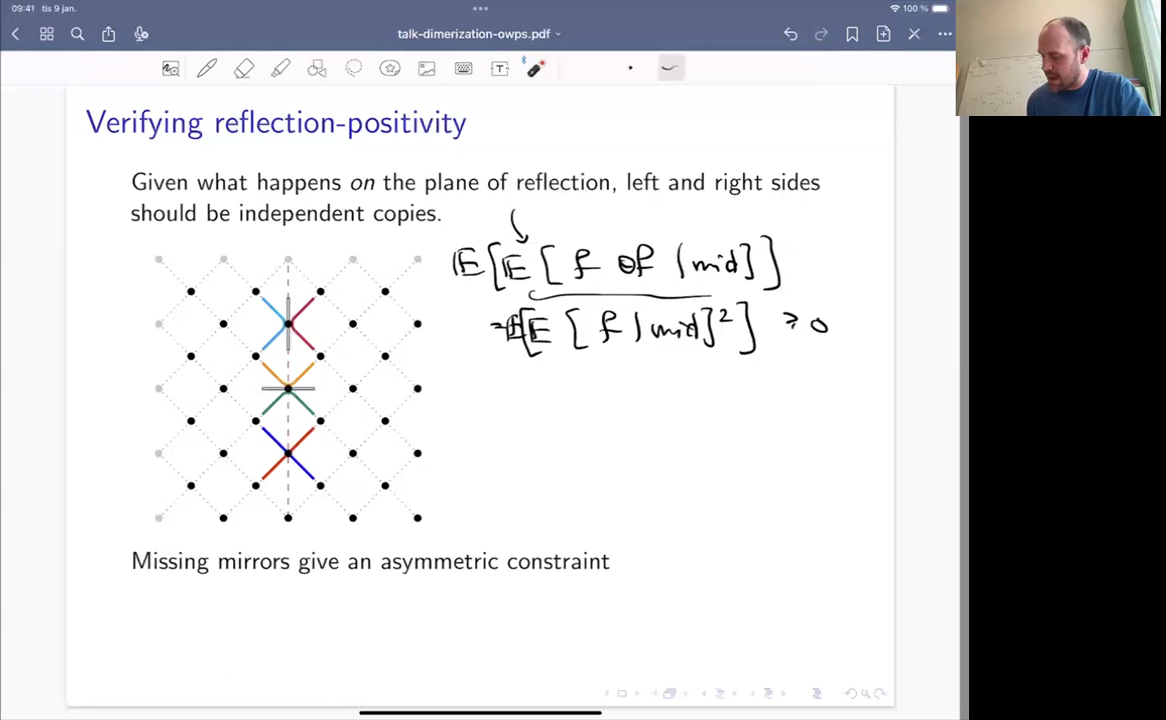 09:41 tis 9 jan.
100 %
talk-dimerization-owps.pdf
Verifying reflection-positivity
Given what happens on the plane of reflection, left and right sides
should be independent copies.
𝔼[𝔼[ f θf | mid]]
= 𝔼[𝔼[ f | mid]²] ≥ 0
Missing mirrors give an asymmetric constraint